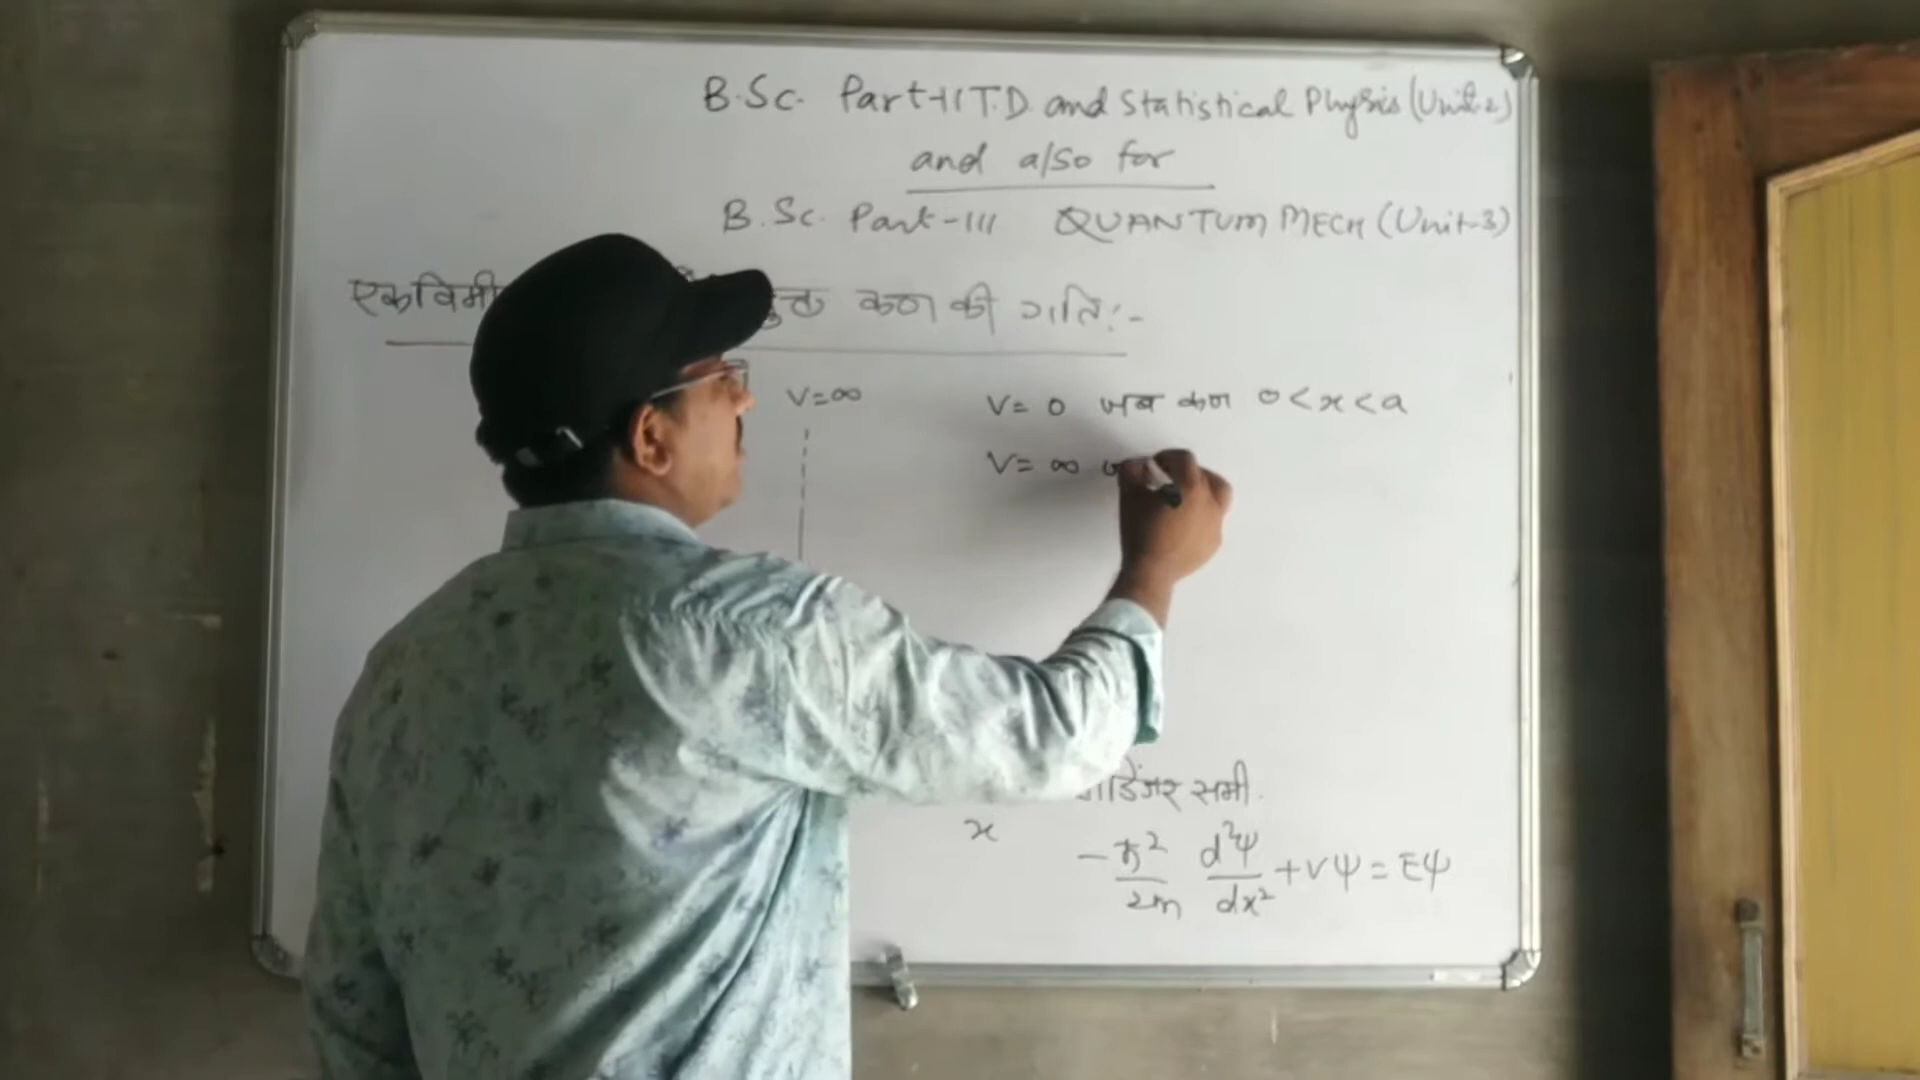 B.Sc. Part-II T.D. and Statistical Physics (Unit-2)
and also for
B.Sc. Part-III QUANTUM MECH (Unit-3)
एकविमी कण की गति:-
V=∞
V= 0 जब कण 0<x<a
V= ∞
समी.
x
-ħ²/2m d²ψ/dx² +Vψ=Eψ